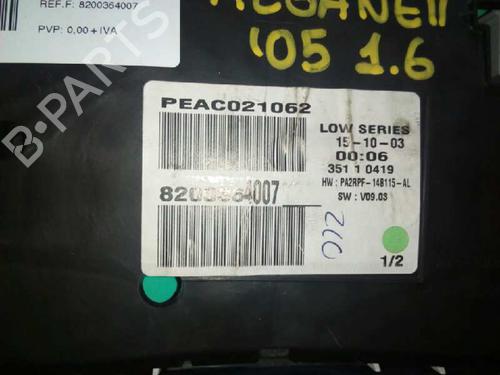 REF.F: 8200364007
PVP: 0,00 + IVA
MEGANE II
'05 1.6
PEAC021062
LOW SERIES
15-10-03
00:06
351 1 0419
HW : PA2RPF-14B115-AL
SW : V09.03
8200364007
1/2
B-PARTS